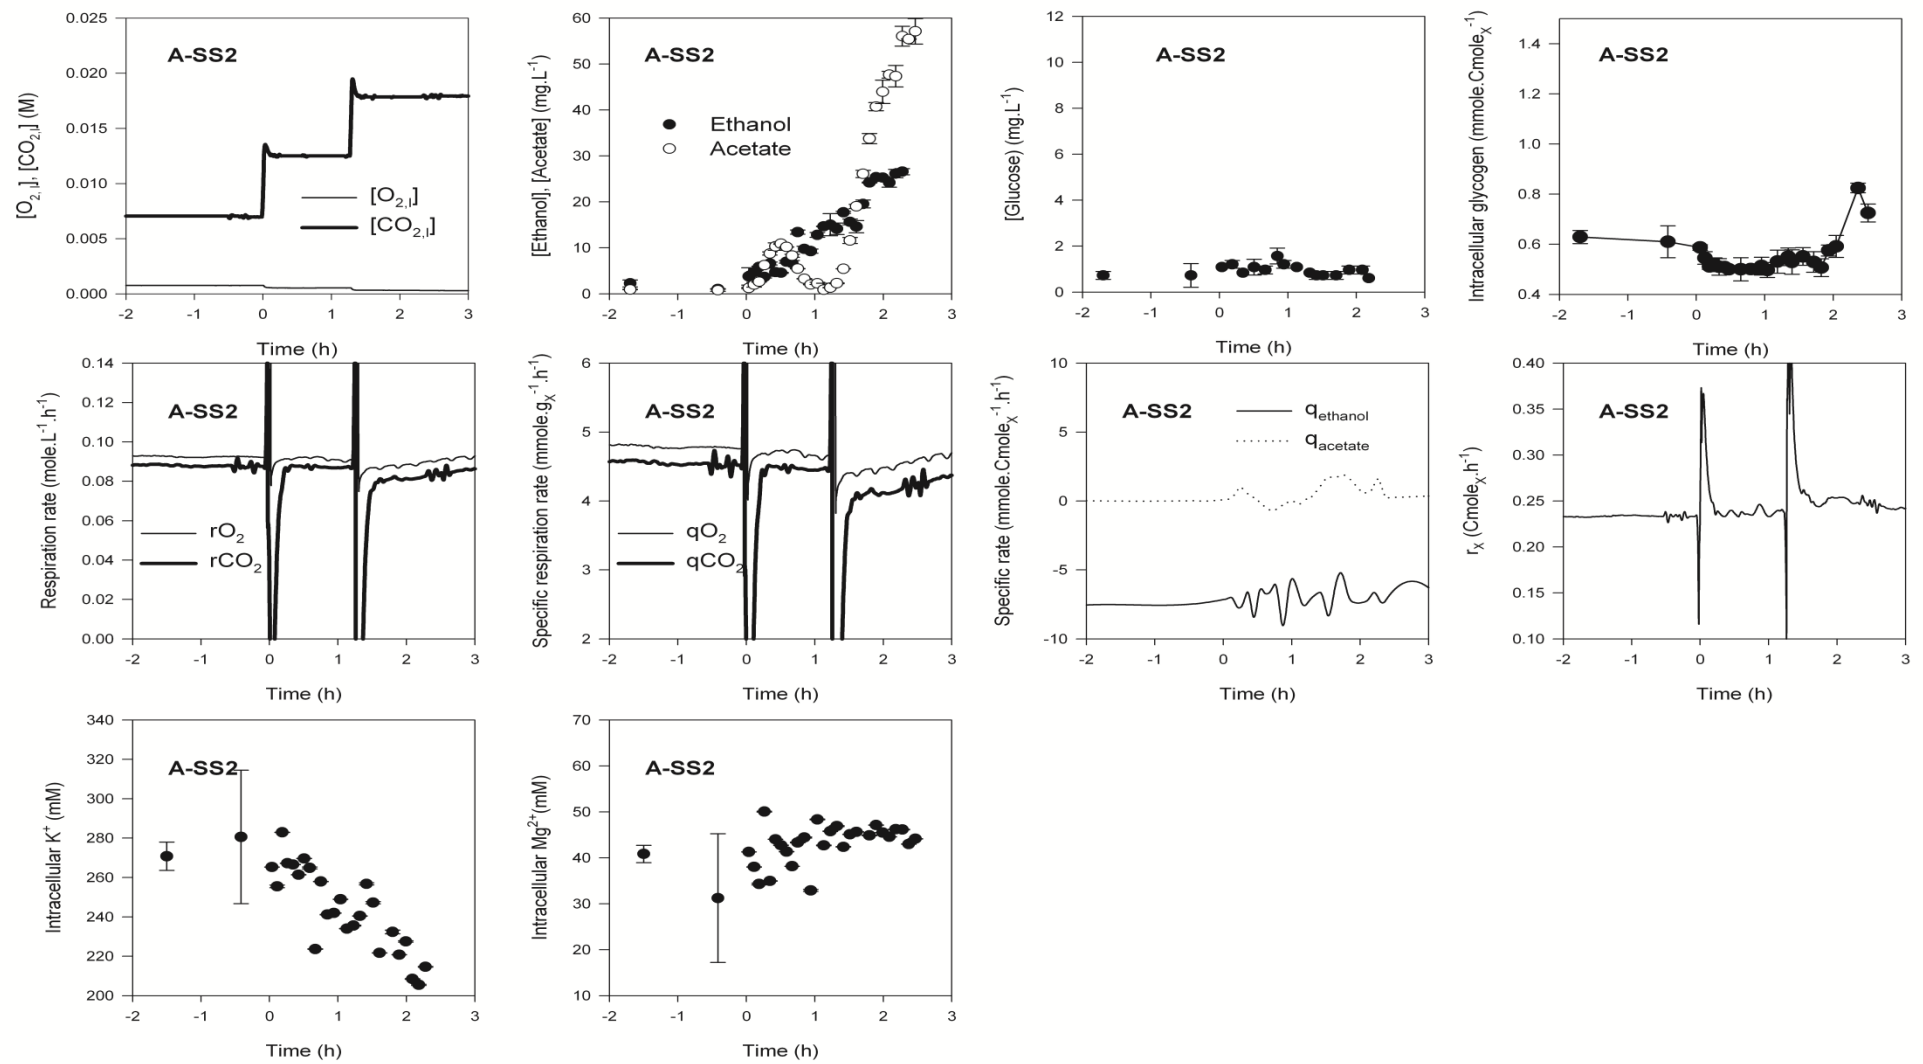 [O2,l], [CO2,l] (M)
0.025
0.020
0.015
0.010
0.005
0.000
A-SS2
[O2,l]
[CO2,l]
-2 -1 0 1 2 3
Time (h)
[Ethanol], [Acetate] (mg.L-1)
60
50
40
30
20
10
0
A-SS2
Ethanol
Acetate
-2 -1 0 1 2 3
Time (h)
[Glucose) (mg.L-1)
12
10
8
6
4
2
0
A-SS2
-2 -1 0 1 2 3
Time (h)
Intracellular glycogen (mmole.CmoleX-1)
1.4
1.2
1.0
0.8
0.6
0.4
A-SS2
-2 -1 0 1 2 3
Time (h)
Respiration rate (mole.L-1.h-1)
0.14
0.12
0.10
0.08
0.06
0.04
0.02
0.00
A-SS2
rO2
rCO2
-2 -1 0 1 2 3
Time (h)
Specific respiration rate (mmole.gX-1.h-1)
6
5
4
3
2
A-SS2
qO2
qCO2
-2 -1 0 1 2 3
Time (h)
Specific rate (mmole.CmoleX-1.h-1)
10
5
0
-5
-10
A-SS2
qethanol
qacetate
-2 -1 0 1 2 3
Time (h)
rX (CmoleX.h-1)
0.40
0.35
0.30
0.25
0.20
0.15
0.10
A-SS2
-2 -1 0 1 2 3
Time (h)
Intracellular K+ (mM)
340
320
300
280
260
240
220
200
A-SS2
-2 -1 0 1 2 3
Time (h)
Intracellular Mg2+(mM)
70
60
50
40
30
20
10
A-SS2
-2 -1 0 1 2 3
Time (h)